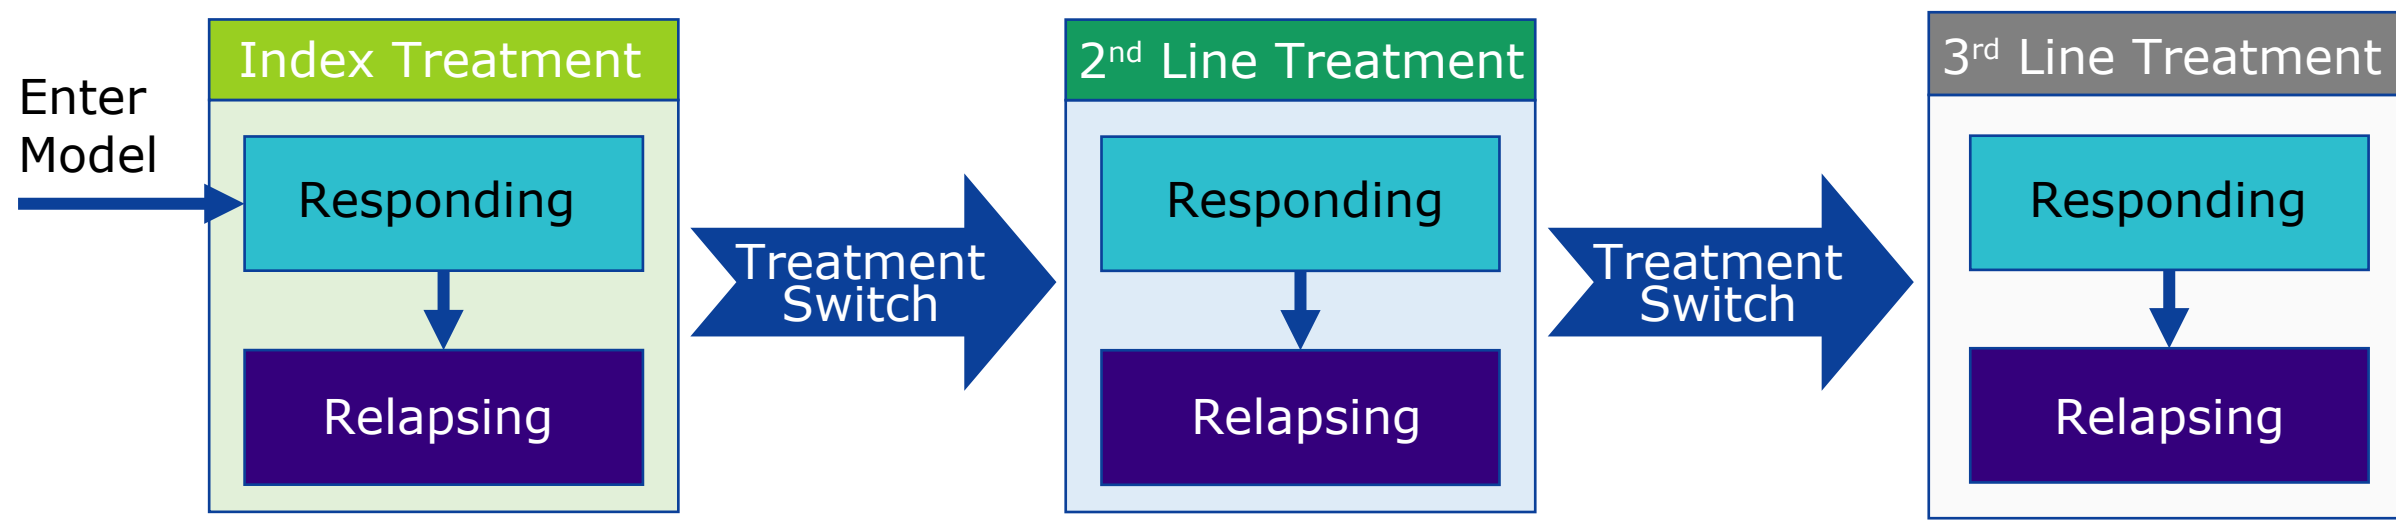 Enter
Model
Index Treatment
Responding
Relapsing
Treatment
Switch
2nd Line Treatment
Responding
Relapsing
Treatment
Switch
3rd Line Treatment
Responding
Relapsing